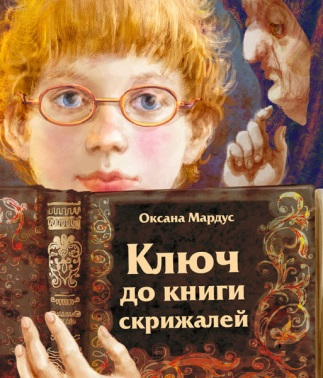 Оксана Мардус
Ключ
до книги
скрижалей